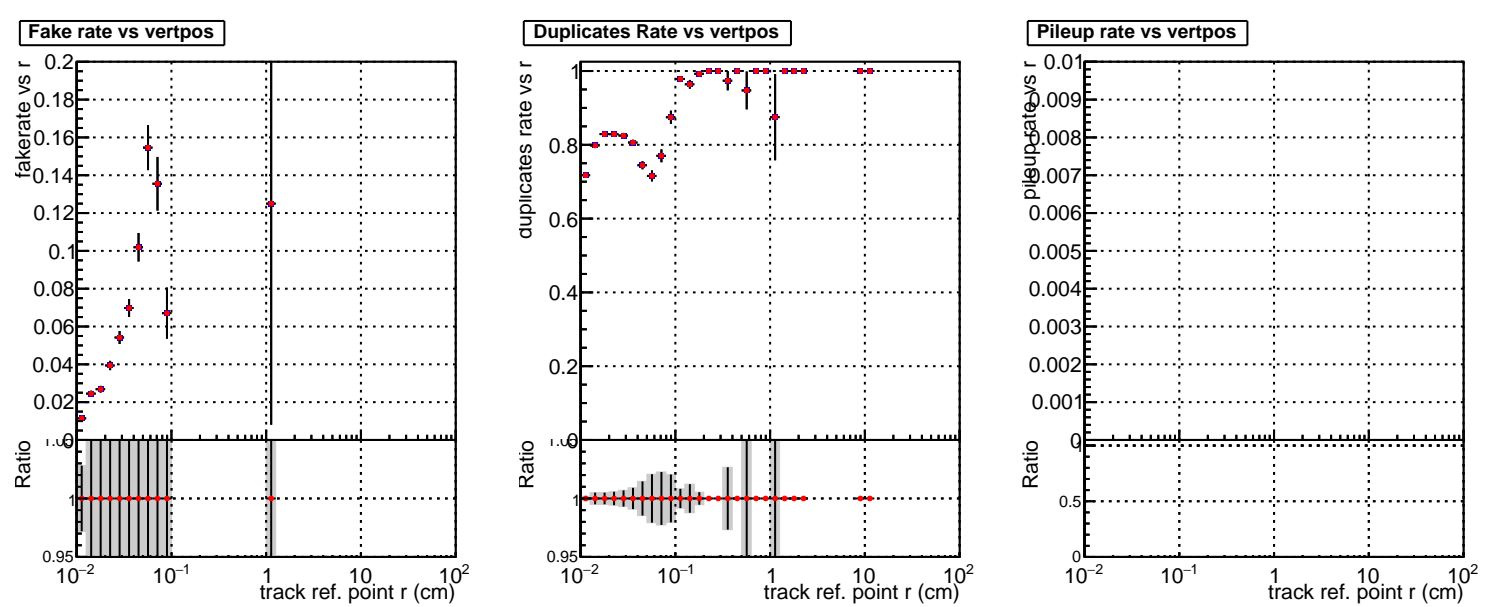 Fake rate vs vertpos
fakerate vs r
0.2
0.18
0.16
0.14
0.12
0.1
0.08
0.06
0.04
0.02
0
Ratio
1
0.95
10⁻² 10⁻¹ 1 10 10²
track ref. point r (cm)
Duplicates Rate vs vertpos
duplicates rate vs r
1
0.8
0.6
0.4
0.2
0
Ratio
1
0.95
10⁻² 10⁻¹ 1 10 10²
track ref. point r (cm)
Pileup rate vs vertpos
pileup rate vs r
0.01
0.009
0.008
0.007
0.006
0.005
0.004
0.003
0.002
0.001
0
Ratio
1
0.5
0
10⁻² 10⁻¹ 1 10 10²
track ref. point r (cm)